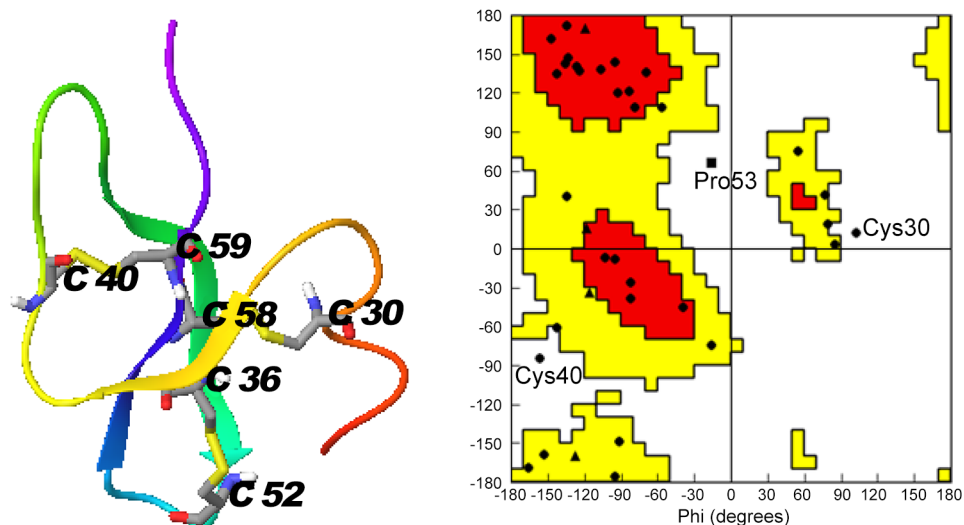 C 59
C 40
C 58
C 30
C 36
C 52
180
150
120
90
60
30
0
-30
-60
-90
-120
-150
-180
Pro53
Cys30
Cys40
-180 -150 -120 -90 -60 -30 0 30 60 90 120 150 180
Phi (degrees)